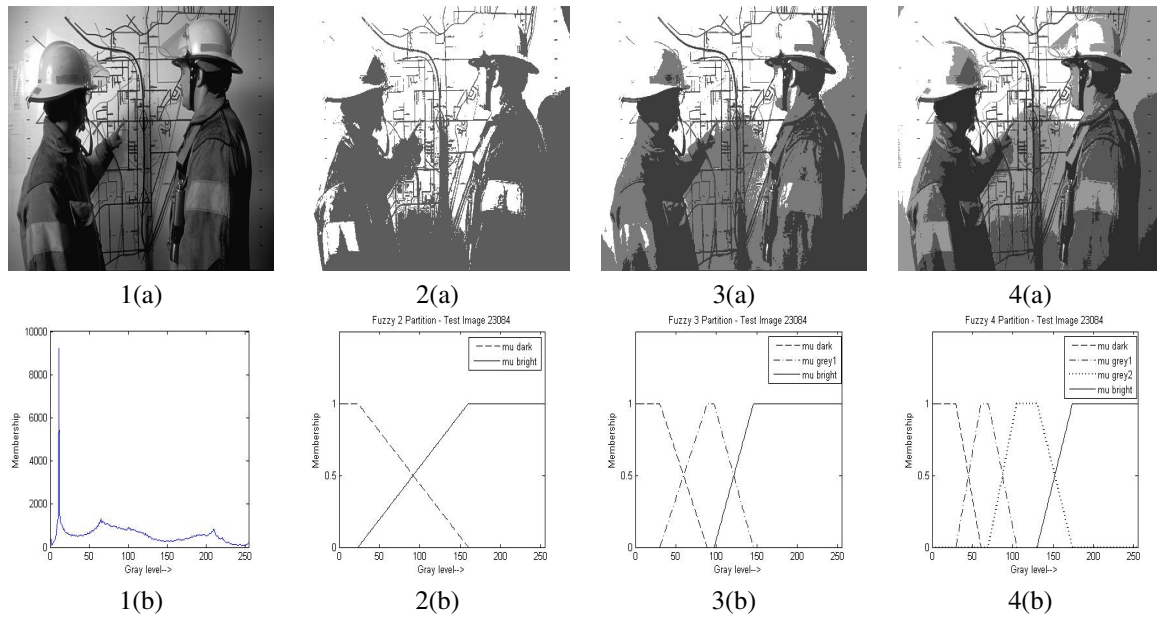 1(a)
2(a)
3(a)
4(a)
10000
8000
6000
4000
2000
0
Membership
0 50 100 150 200 250
Gray level-->
Fuzzy 2 Partition - Test Image 23084
mu dark
mu bright
1
0.5
0
Membership
0 50 100 150 200 250
Gray level-->
Fuzzy 3 Partition - Test Image 23084
mu dark
mu grey1
mu bright
1
0.5
0
Membership
0 50 100 150 200 250
Gray level-->
Fuzzy 4 Partition - Test Image 23084
mu dark
mu grey1
mu grey2
mu bright
1
0.5
0
Membership
0 50 100 150 200 250
Gray level-->
1(b)
2(b)
3(b)
4(b)